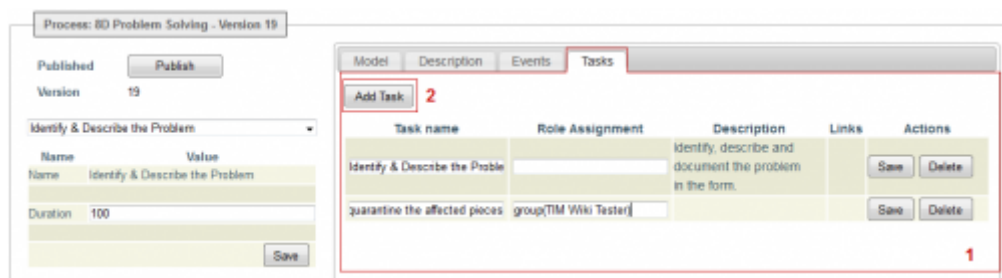 Process: 8D Problem Solving - Version 19
Published Publish
Version 19
Identify & Describe the Problem
Name Value
Name Identify & Describe the Problem
Duration 100
Save
Model Description Events Tasks
Add Task 2
Task name Role Assignment Description Links Actions
Identify & Describe the Proble Identify, describe and document the problem in the form. Save Delete
quarantine the affected pieces group(TIM Wiki Tester) Save Delete
1